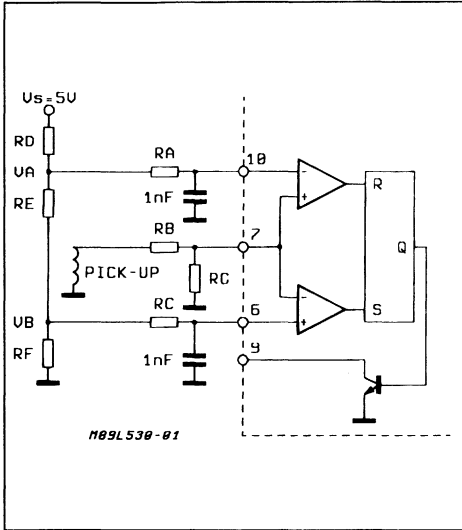 Vs=5V
RD
VA
RA
10
RE
1nF
R
RB
7
Q
PICK-UP
RG
VB
RC
6
S
RF
1nF
9
M89L530-01